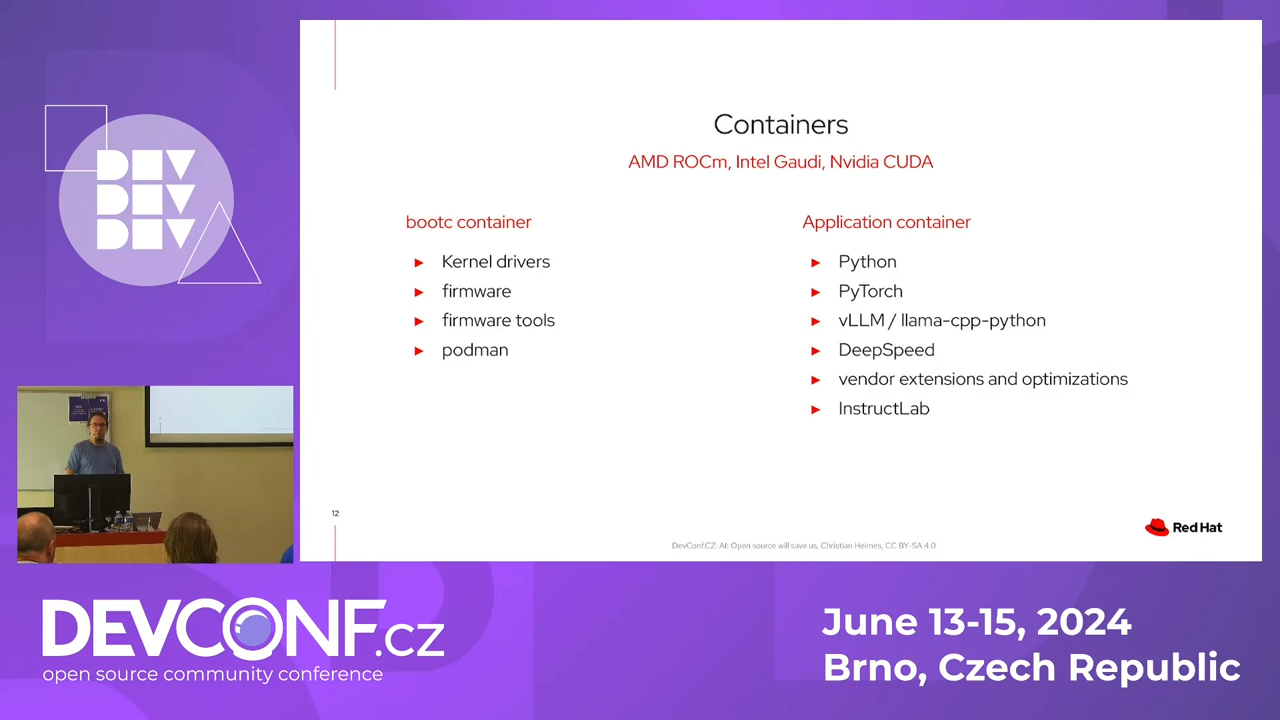 DEV
DEV
DEV
Containers
AMD ROCm, Intel Gaudi, Nvidia CUDA
bootc container
► Kernel drivers
► firmware
► firmware tools
► podman
Application container
► Python
► PyTorch
► vLLM / llama-cpp-python
► DeepSpeed
► vendor extensions and optimizations
► InstructLab
12
Red Hat
DevConf.CZ: AI: Open source will save us, Christian Heimes, CC BY-SA 4.0
DEVCONF.cz
open source community conference
June 13-15, 2024
Brno, Czech Republic